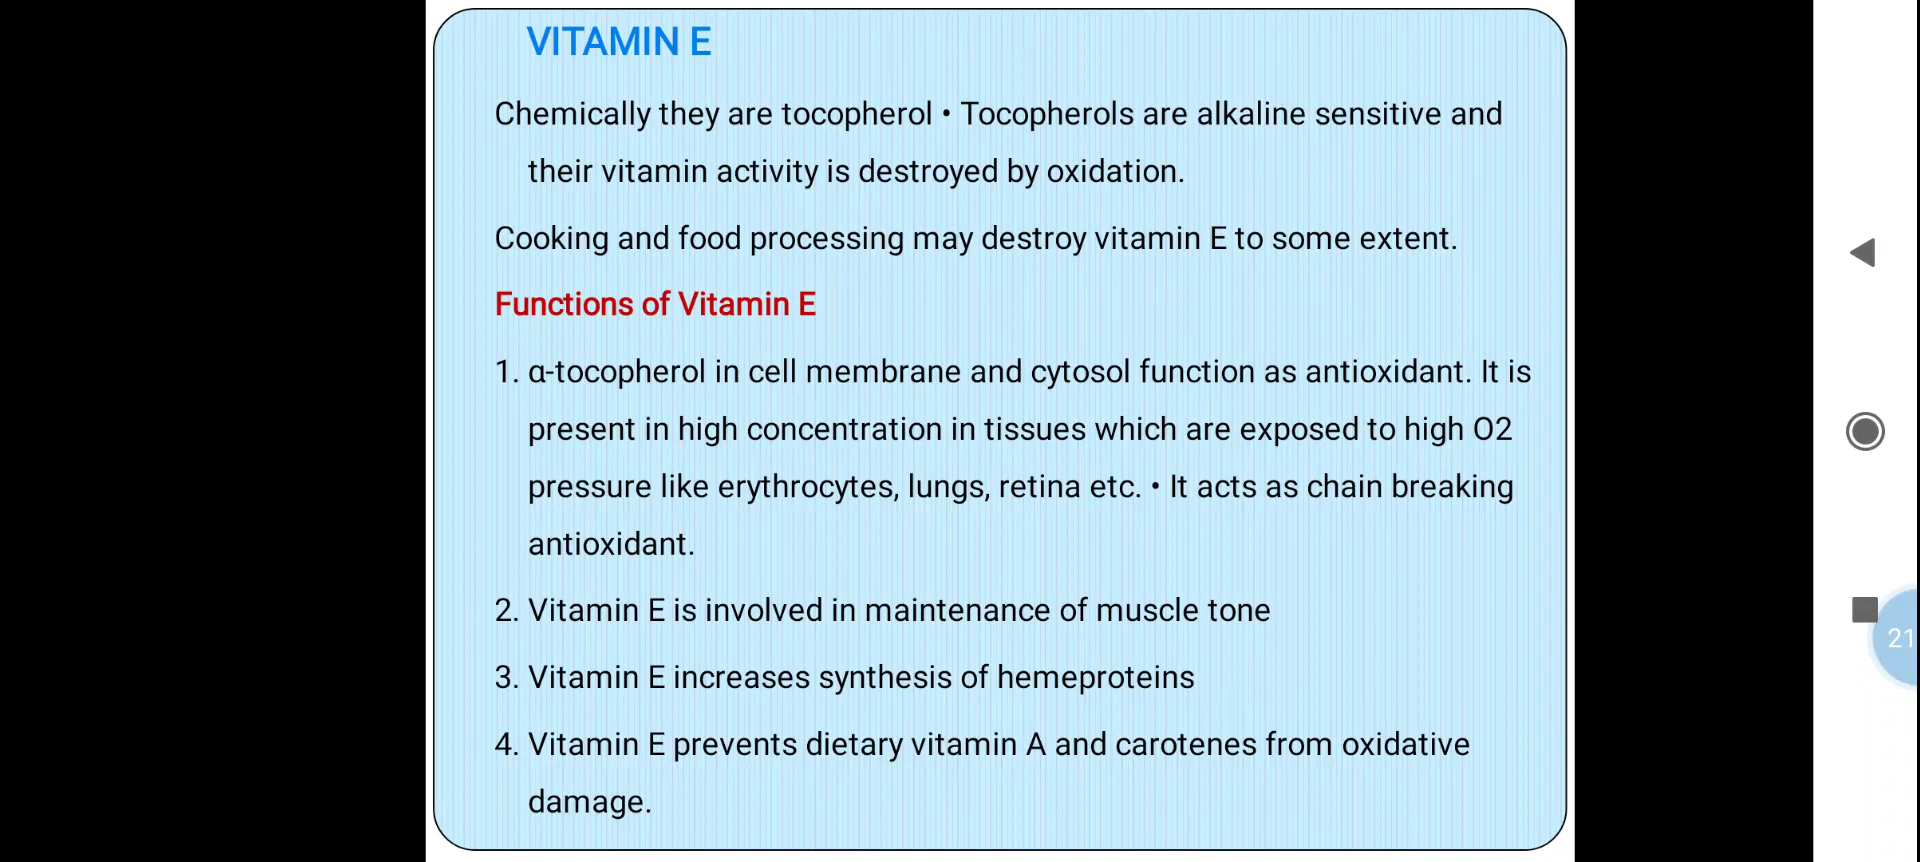 VITAMIN E
Chemically they are tocopherol • Tocopherols are alkaline sensitive and
their vitamin activity is destroyed by oxidation.
Cooking and food processing may destroy vitamin E to some extent.
Functions of Vitamin E
1. α-tocopherol in cell membrane and cytosol function as antioxidant. It is
present in high concentration in tissues which are exposed to high O2
pressure like erythrocytes, lungs, retina etc. • It acts as chain breaking
antioxidant.
2. Vitamin E is involved in maintenance of muscle tone
3. Vitamin E increases synthesis of hemeproteins
4. Vitamin E prevents dietary vitamin A and carotenes from oxidative
damage.
21